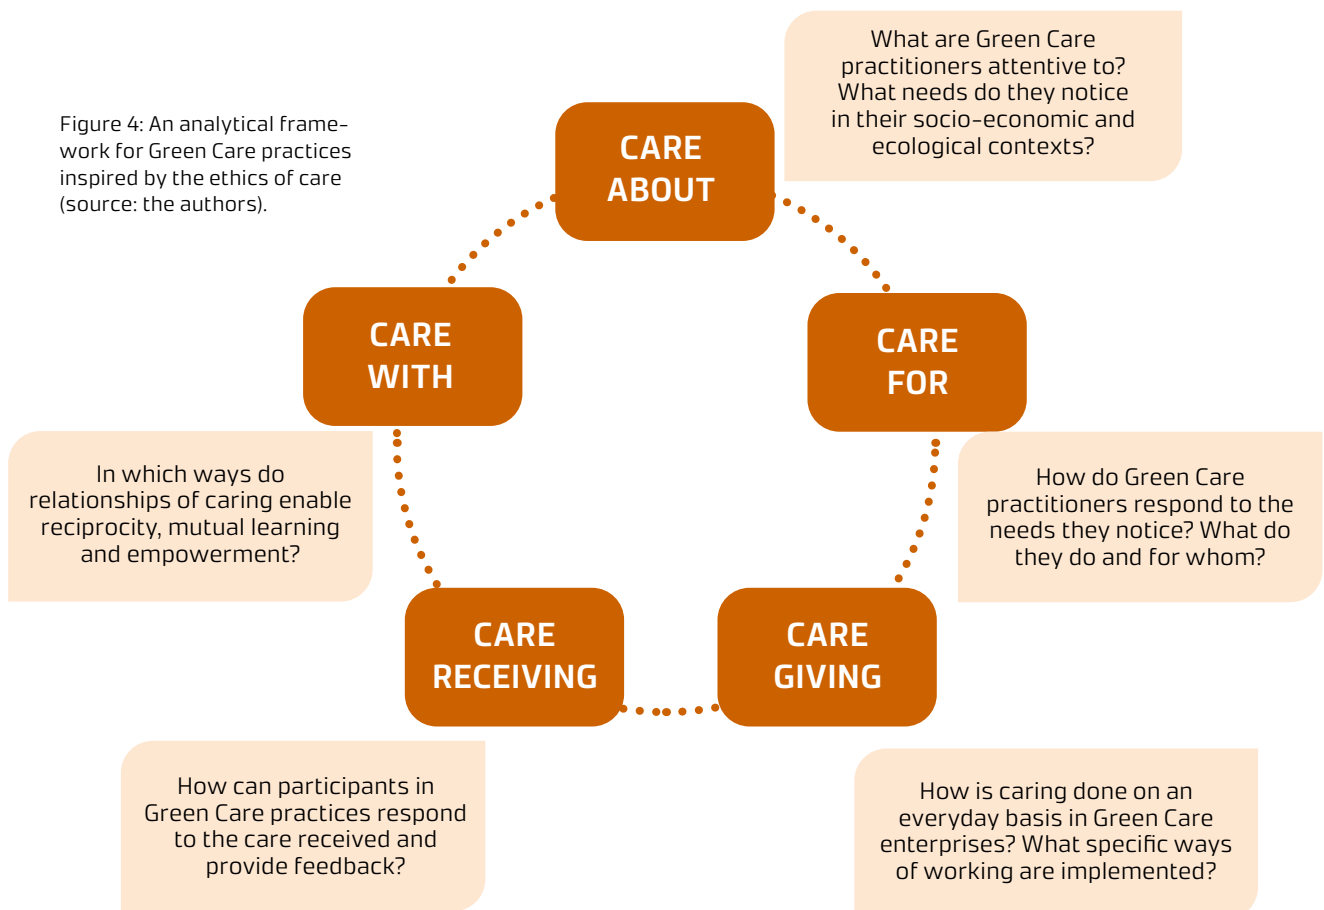 Figure 4: An analytical frame-
work for Green Care practices
inspired by the ethics of care
(source: the authors).
CARE
ABOUT
What are Green Care
practitioners attentive to?
What needs do they notice
in their socio-economic and
ecological contexts?
CARE
FOR
How do Green Care
practitioners respond to the
needs they notice? What do
they do and for whom?
CARE
GIVING
How is caring done on an
everyday basis in Green Care
enterprises? What specific ways
of working are implemented?
CARE
RECEIVING
How can participants in
Green Care practices respond
to the care received and
provide feedback?
CARE
WITH
In which ways do
relationships of caring enable
reciprocity, mutual learning
and empowerment?